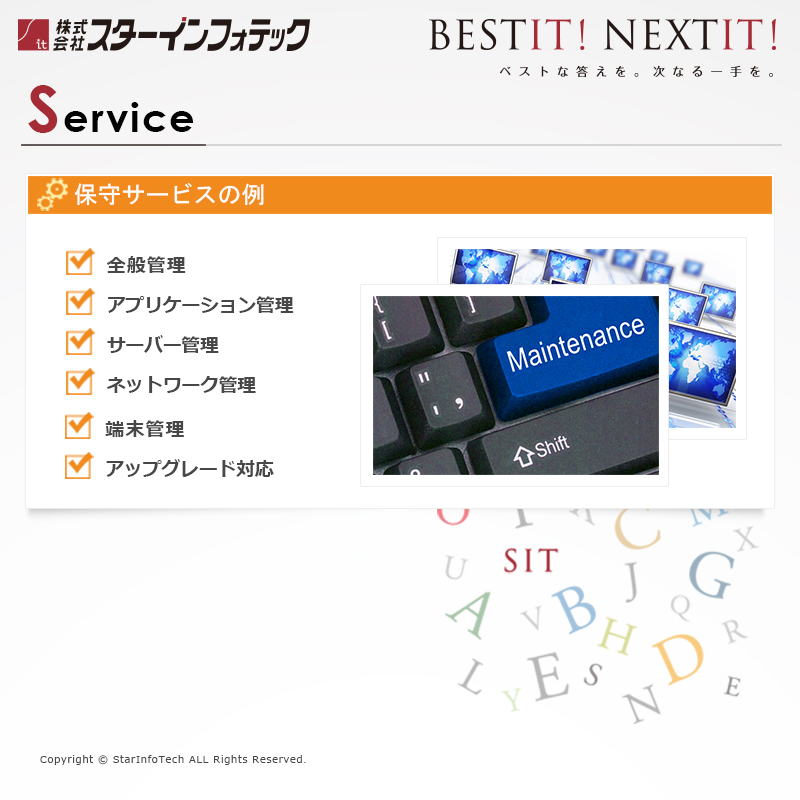 it
株式会社スターインフォテック
BESTIT! NEXTIT!
ベストな答えを。次なる一手を。
Service
保守サービスの例
全般管理
アプリケーション管理
サーバー管理
ネットワーク管理
端末管理
アップグレード対応
Maintenance
Shift
SIT
C M X
U J G
A V B H Q R
L Y E S N D E
Copyright © StarInfoTech ALL Rights Reserved.